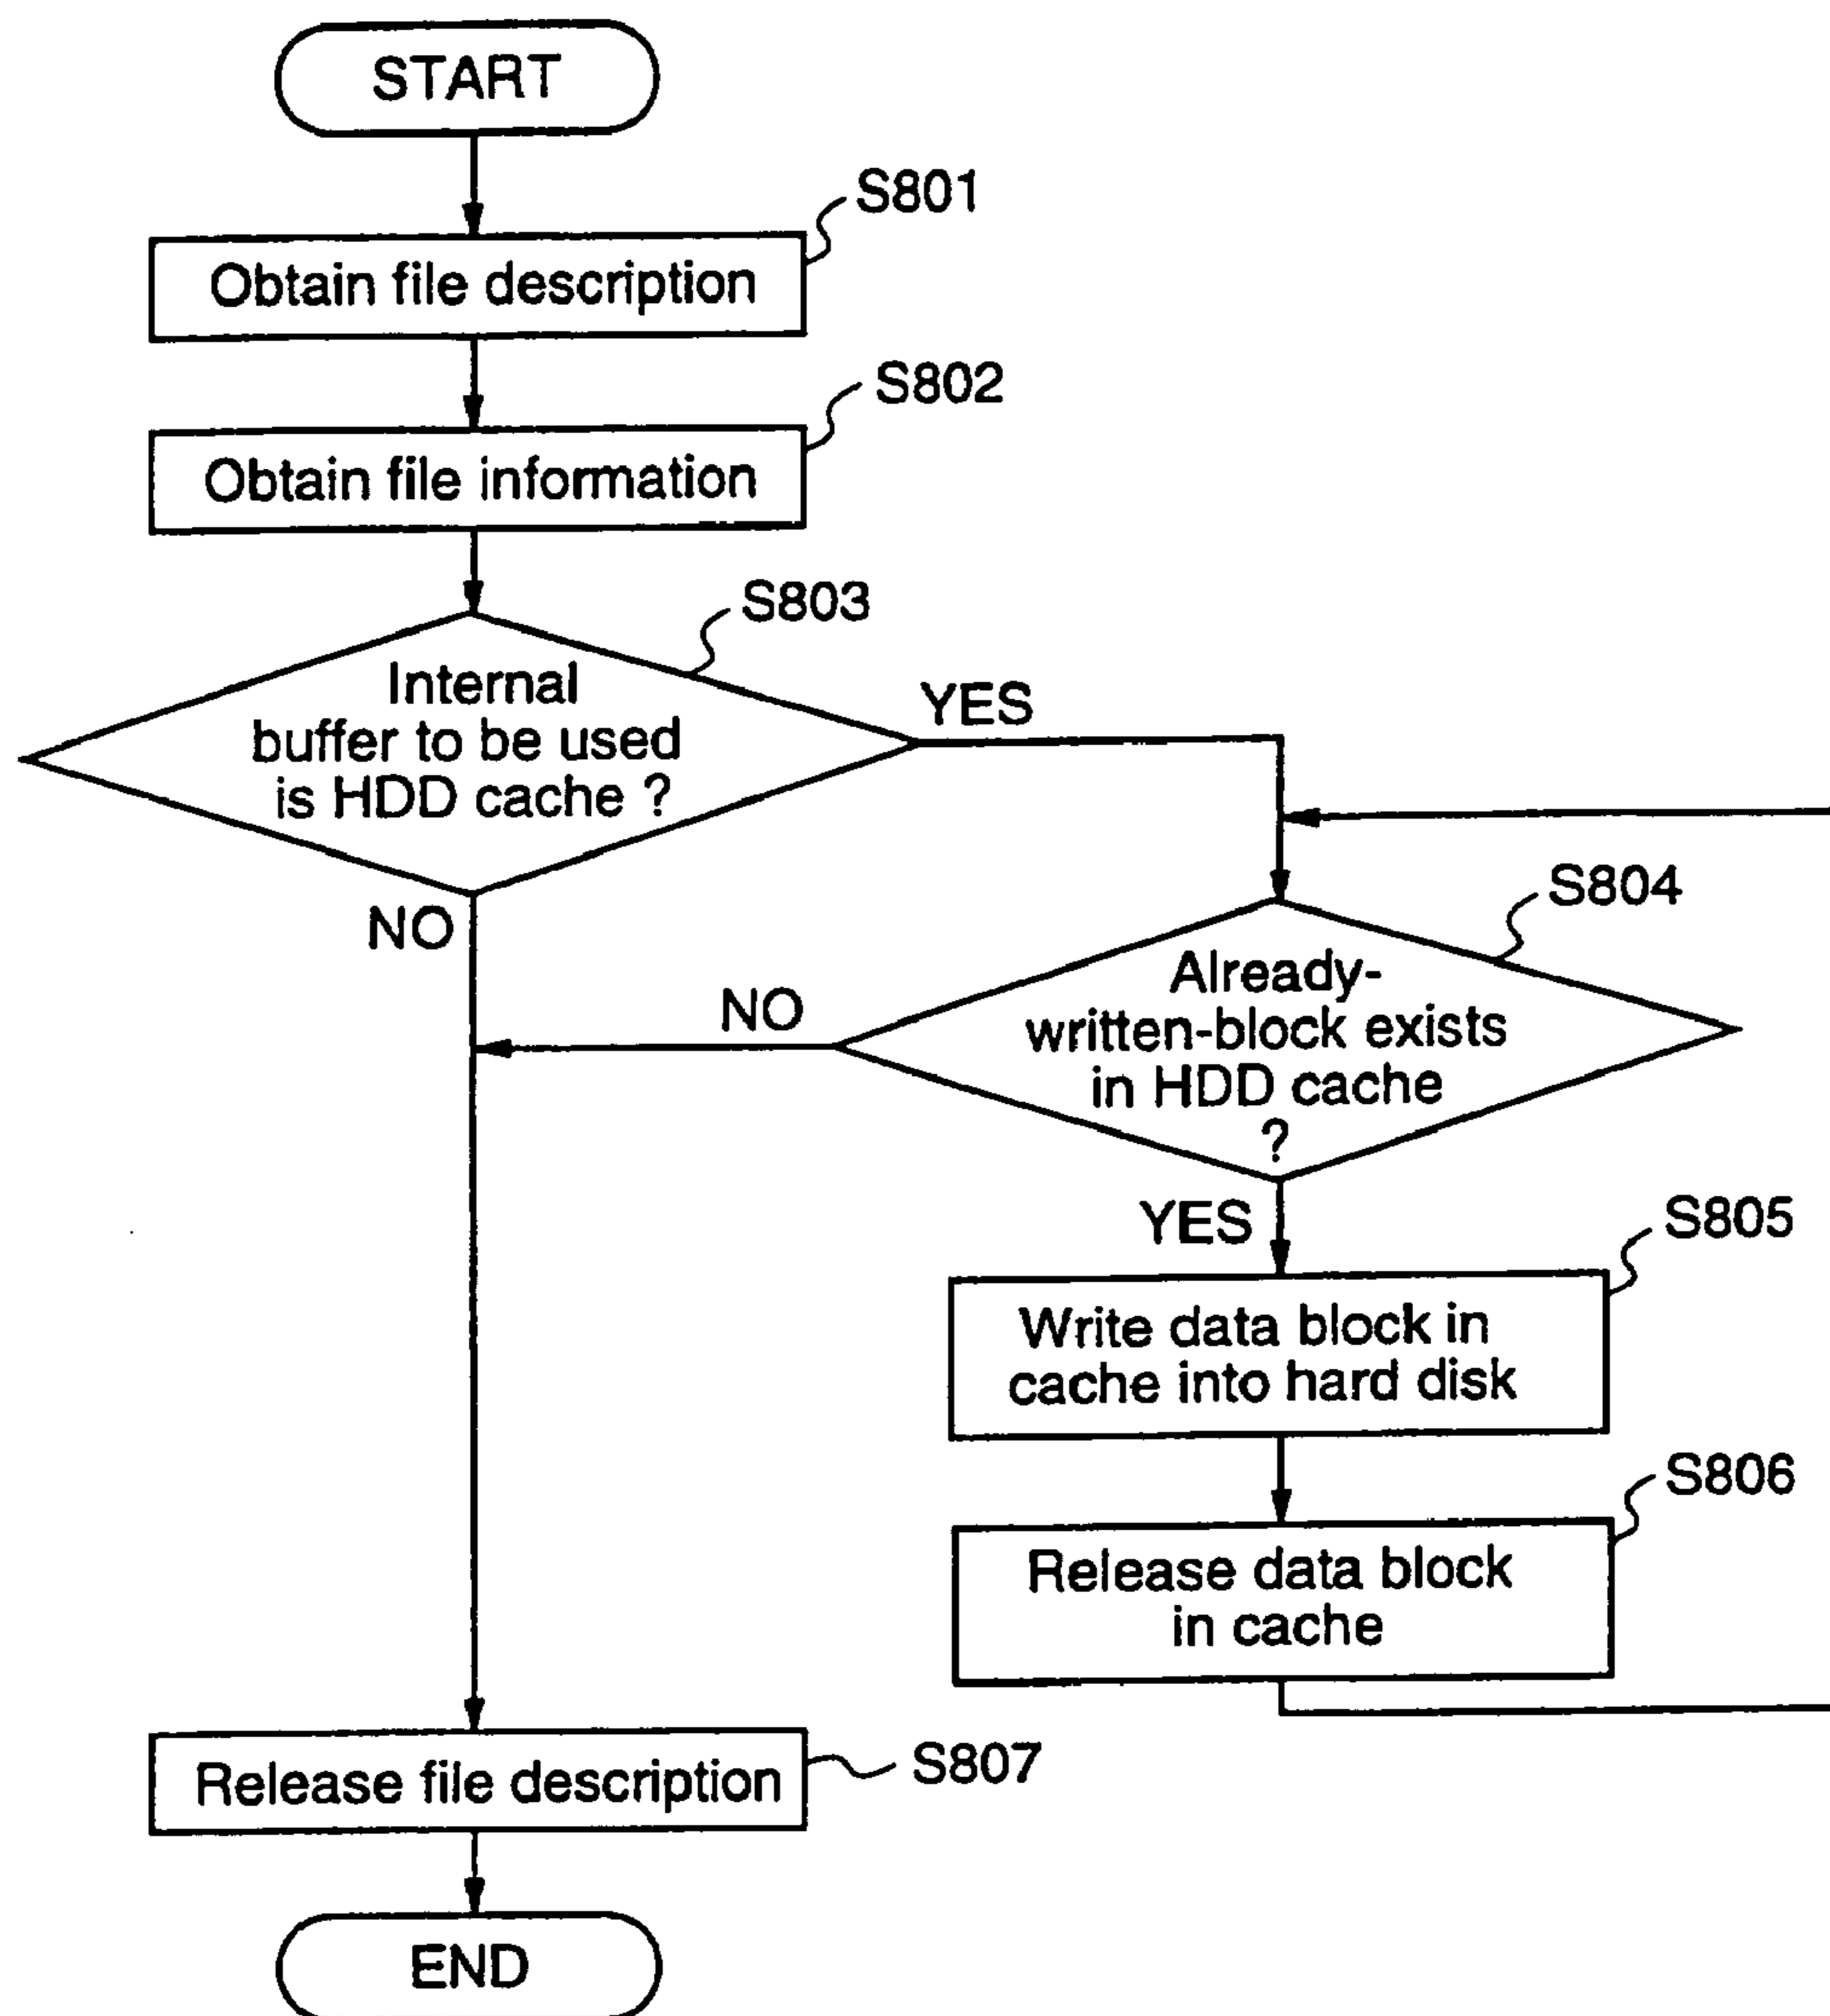 START
S801
Obtain file description
S802
Obtain file information
S803
Internal
buffer to be used
is HDD cache ?
YES
NO
S804
Already-
written-block exists
in HDD cache
?
NO
YES
S805
Write data block in
cache into hard disk
S806
Release data block
in cache
S807
Release file description
END